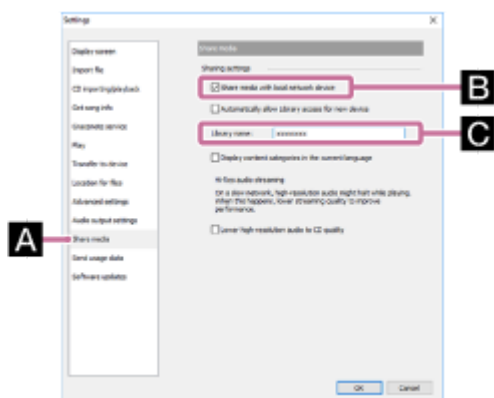 Settings
Display screen
Import file
CD importing/playback
Get song info
Gracenote service
Play
Transfer to device
Location for files
Advanced settings
Audio output settings
Share media
Send usage data
Software updates
Share media
Sharing settings
Share media with local network device
Automatically allow Library access for new device
Library name: xxxxxxxx
Display content categories in the current language
Hi-Res audio streaming
On a slow network, high-resolution audio might halt while playing.
When this happens, lower streaming quality to improve
performance.
Lower high-resolution audio to CD quality
OK
Cancel
A
B
C